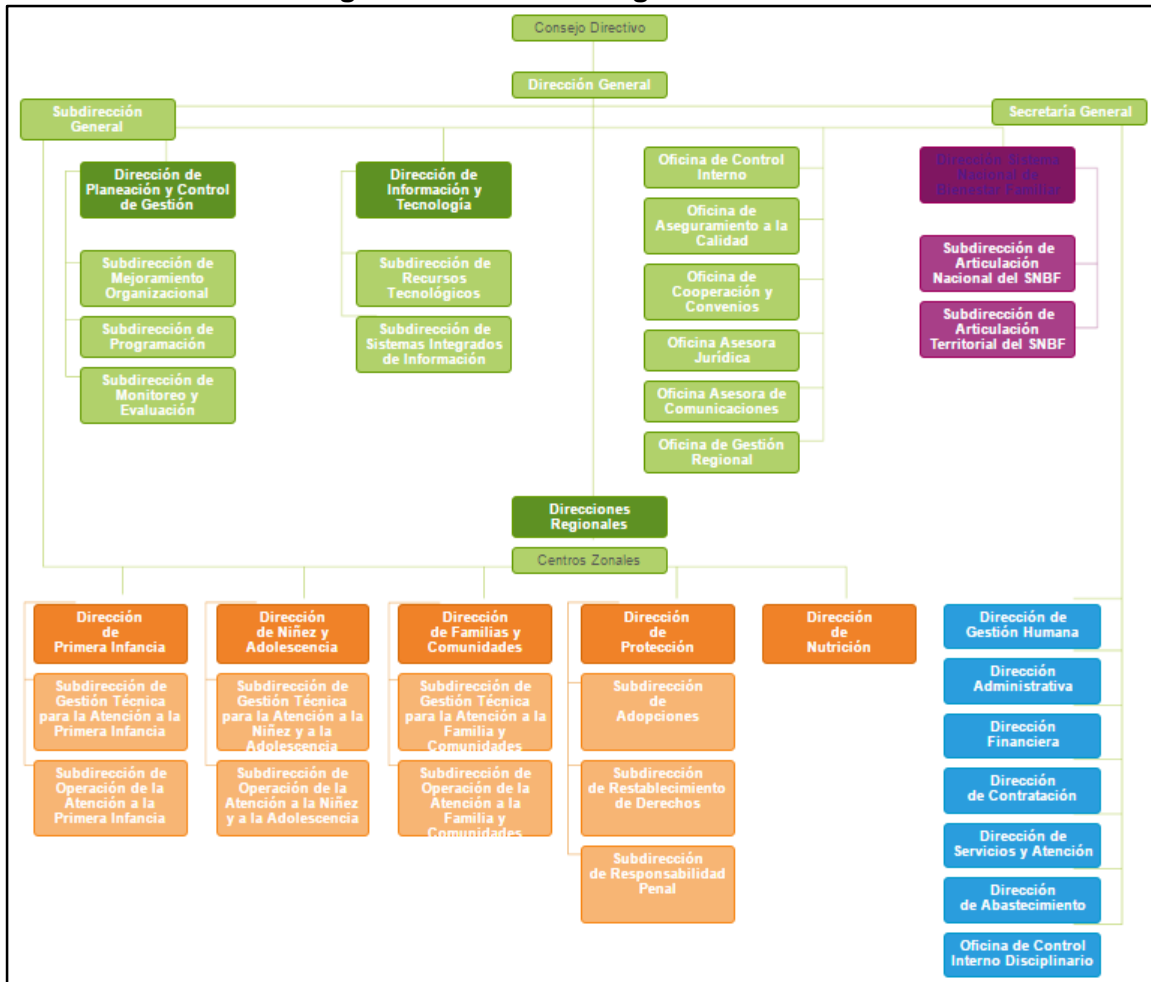 Consejo Directivo
Dirección General
Subdirección
General
Secretaría General
Dirección de
Planeación y Control
de Gestión
Subdirección de
Mejoramiento
Organizacional
Subdirección de
Programación
Subdirección de
Monitoreo y
Evaluación
Dirección de
Información y
Tecnología
Subdirección de
Recursos
Tecnológicos
Subdirección de
Sistemas Integrados
de Información
Oficina de Control
Interno
Oficina de
Aseguramiento a la
Calidad
Oficina de
Cooperación y
Convenios
Oficina Asesora
Jurídica
Oficina Asesora de
Comunicaciones
Oficina de Gestión
Regional
Dirección Sistema
Nacional de
Bienestar Familiar
Subdirección de
Articulación
Nacional del SNBF
Subdirección de
Articulación
Territorial del SNBF
Direcciones
Regionales
Centros Zonales
Dirección
de
Primera Infancia
Subdirección de
Gestión Técnica
para la Atención a la
Primera Infancia
Subdirección de
Operación de la
Atención a la
Primera Infancia
Dirección
de Niñez y
Adolescencia
Subdirección de
Gestión Técnica
para la Atención a la
Niñez y a la
Adolescencia
Subdirección de
Operación de la
Atención a la Niñez
y a la Adolescencia
Dirección
de Familias y
Comunidades
Subdirección de
Gestión Técnica
para la Atención a la
Familia y
Comunidades
Subdirección de
Operación de la
Atención a la
Familia y
Comunidades
Dirección
de
Protección
Subdirección
de
Adopciones
Subdirección
de Restablecimiento
de Derechos
Subdirección
de Responsabilidad
Penal
Dirección
de
Nutrición
Dirección de
Gestión Humana
Dirección
Administrativa
Dirección
Financiera
Dirección
de Contratación
Dirección de
Servicios y Atención
Dirección
de Abastecimiento
Oficina de Control
Interno Disciplinario